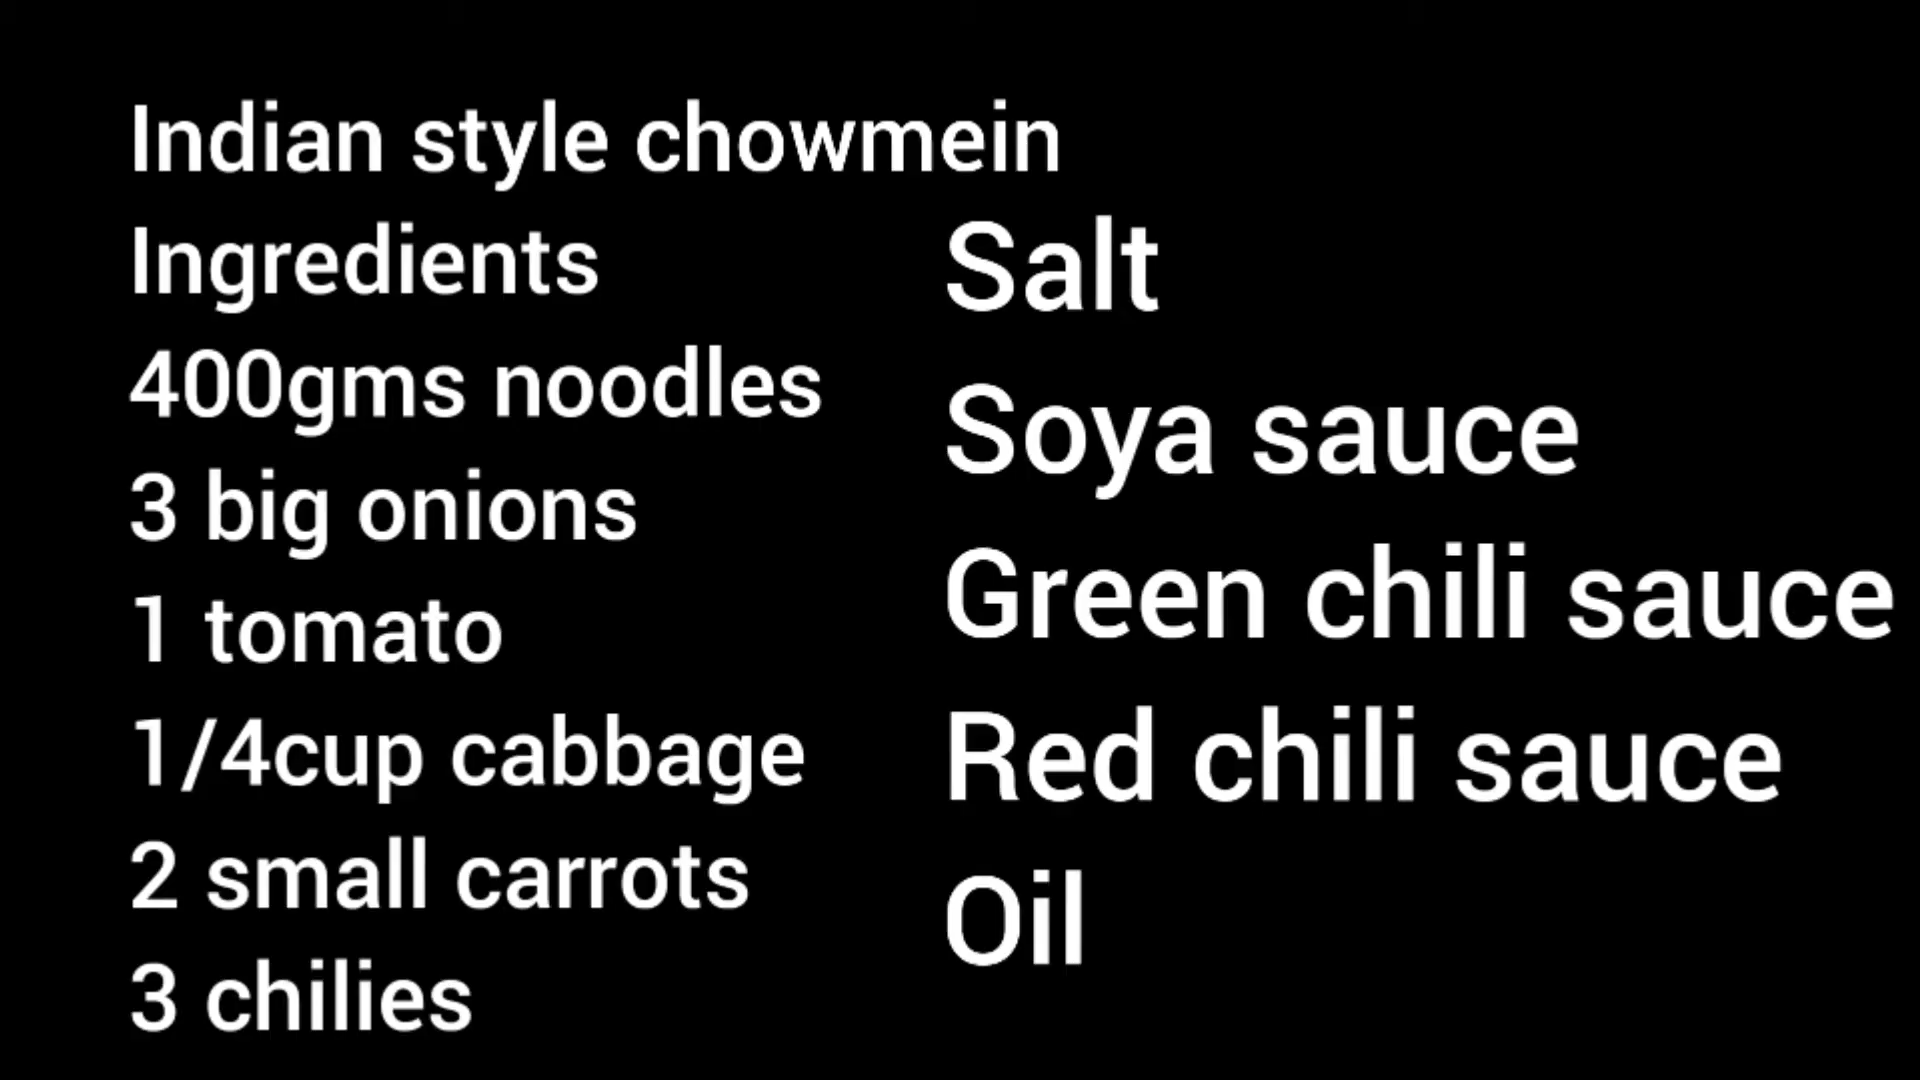 Indian style chowmein
Ingredients
400gms noodles
3 big onions
1 tomato
1/4cup cabbage
2 small carrots
3 chilies
Salt
Soya sauce
Green chili sauce
Red chili sauce
Oil